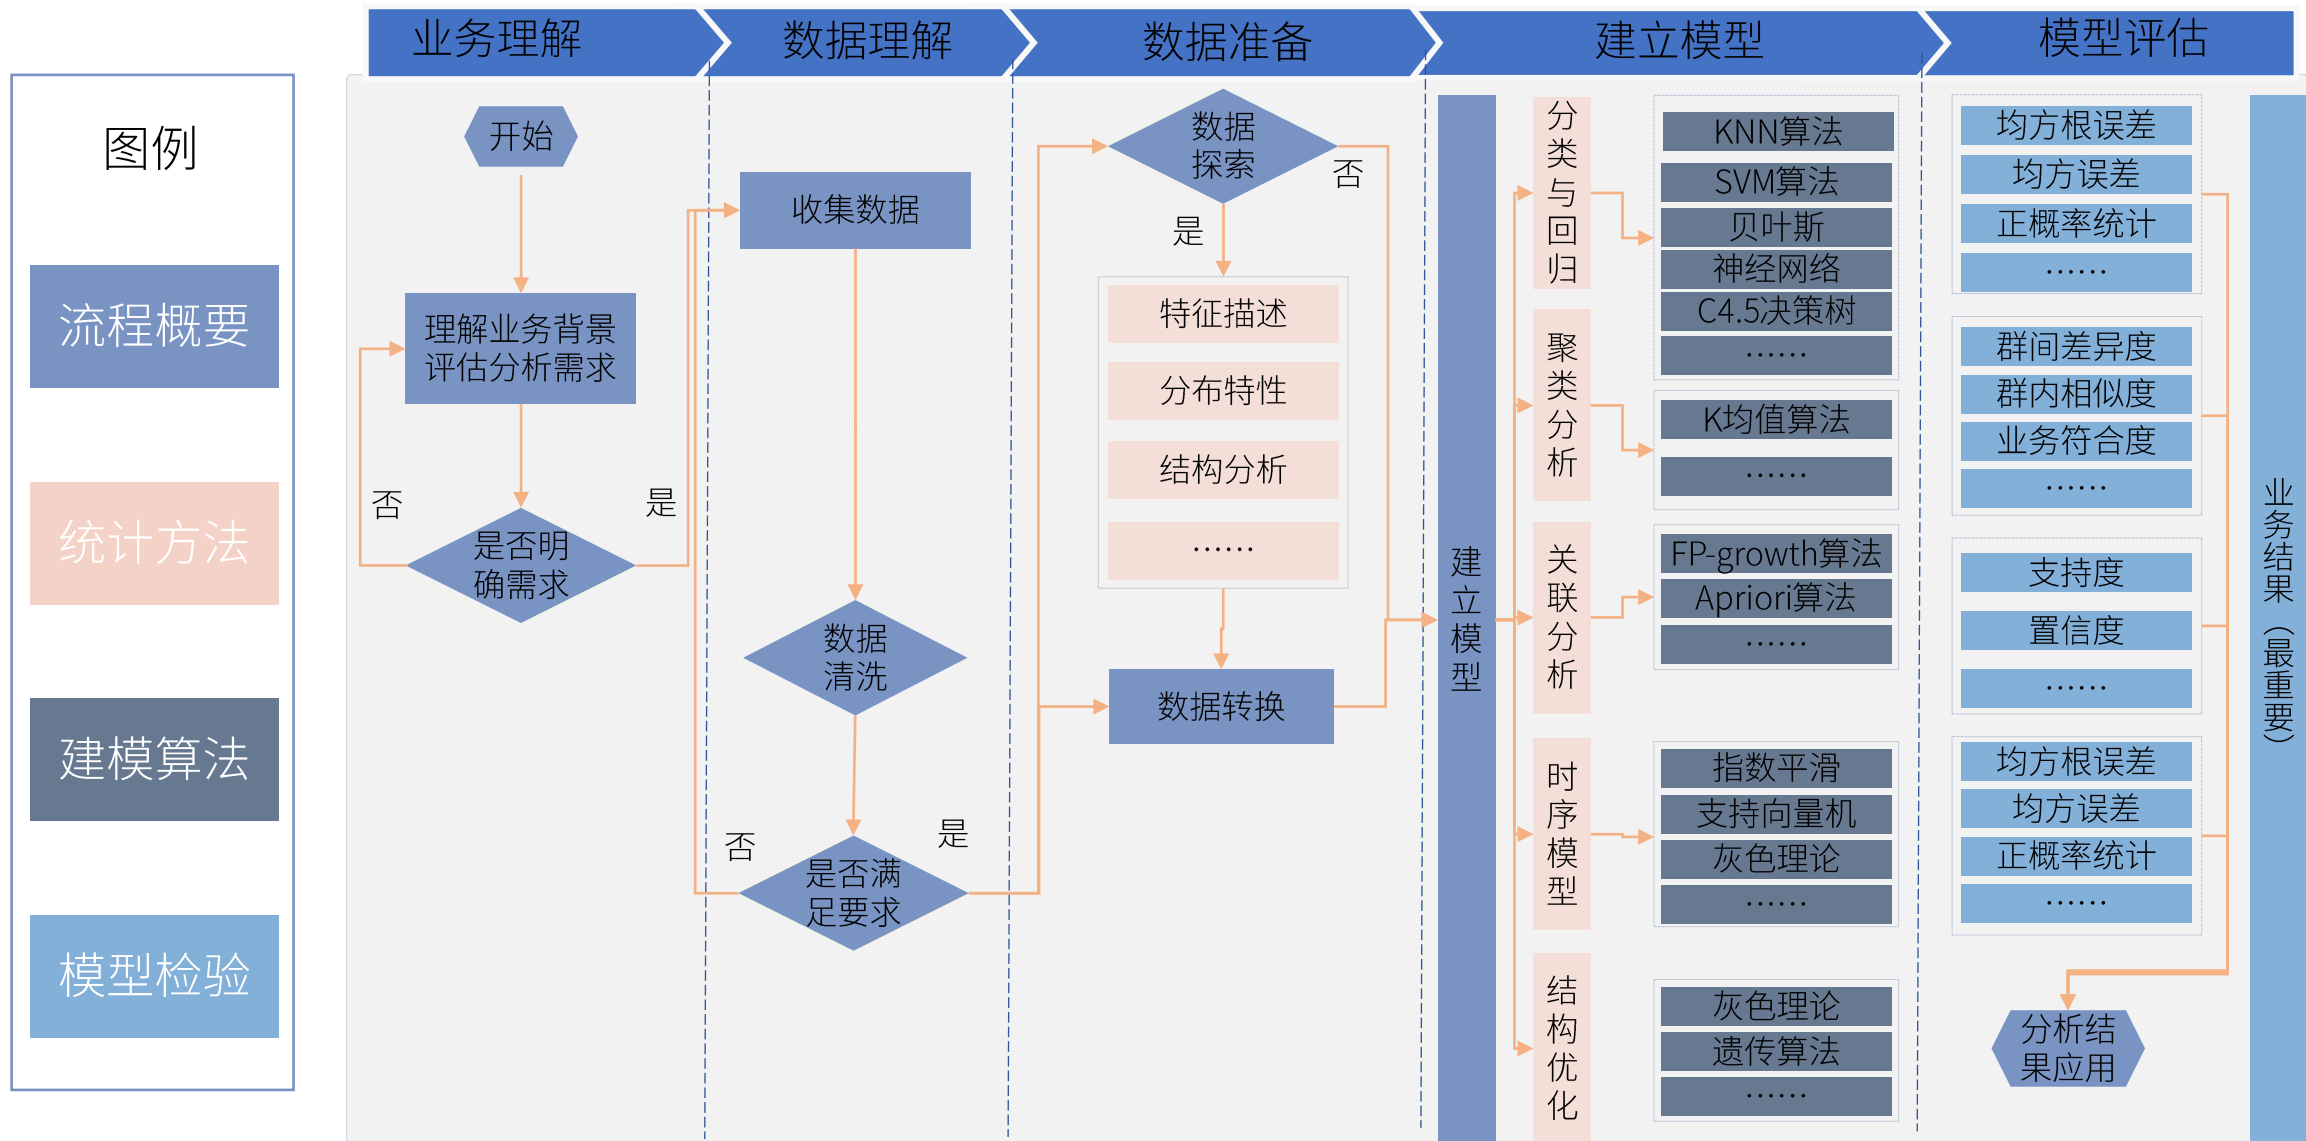 业务理解
数据理解
数据准备
建立模型
模型评估
图例
流程概要
统计方法
建模算法
模型检验
开始
理解业务背景
评估分析需求
否
是
是否明
确需求
收集数据
数据
清洗
否
是
是否满
足要求
数据
探索
否
是
特征描述
分布特性
结构分析
……
数据转换
建立模型
分类与回归
KNN算法
SVM算法
贝叶斯
神经网络
C4.5决策树
……
聚类分析
K均值算法
……
关联分析
FP-growth算法
Apriori算法
……
时序模型
指数平滑
支持向量机
灰色理论
……
结构优化
灰色理论
遗传算法
……
均方根误差
均方误差
正概率统计
……
群间差异度
群内相似度
业务符合度
……
支持度
置信度
……
均方根误差
均方误差
正概率统计
……
分析结
果应用
业务结果（最重要）